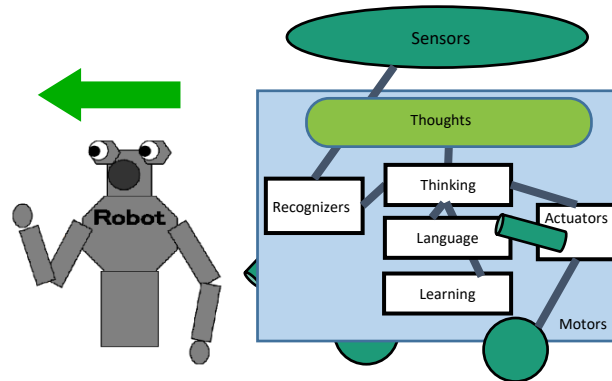 Sensors
Thoughts
Thinking
Recognizers
Actuators
Robot
Language
Learning
Motors